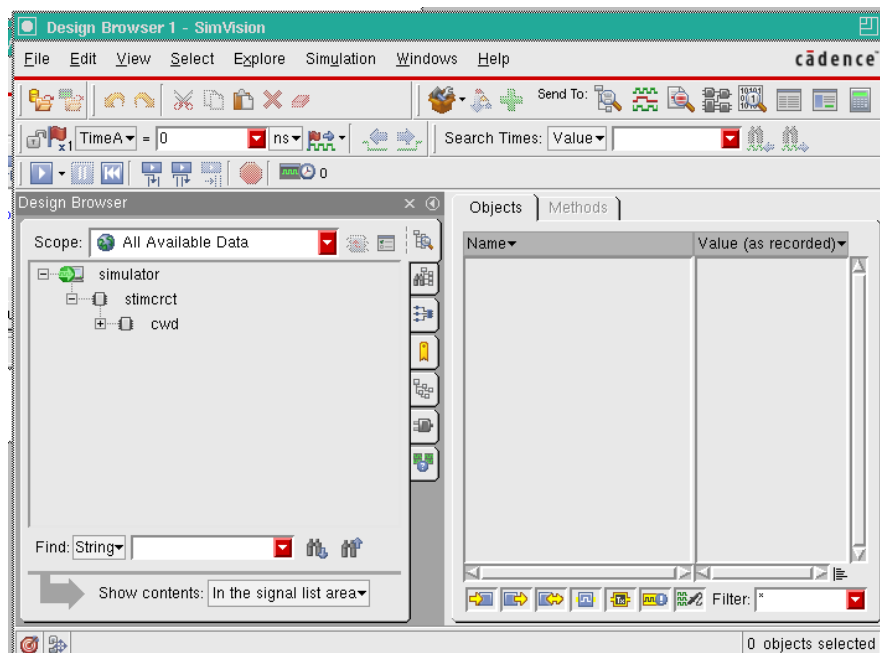 Design Browser 1 - SimVision
File Edit View Select Explore Simulation Windows Help cādence™
Send To:
TimeA = 0 ns Search Times: Value
0
Design Browser
Objects Methods
Scope: All Available Data
Name Value (as recorded)
simulator
stimcrct
cwd
Find: String
Show contents: In the signal list area
Filter: *
0 objects selected